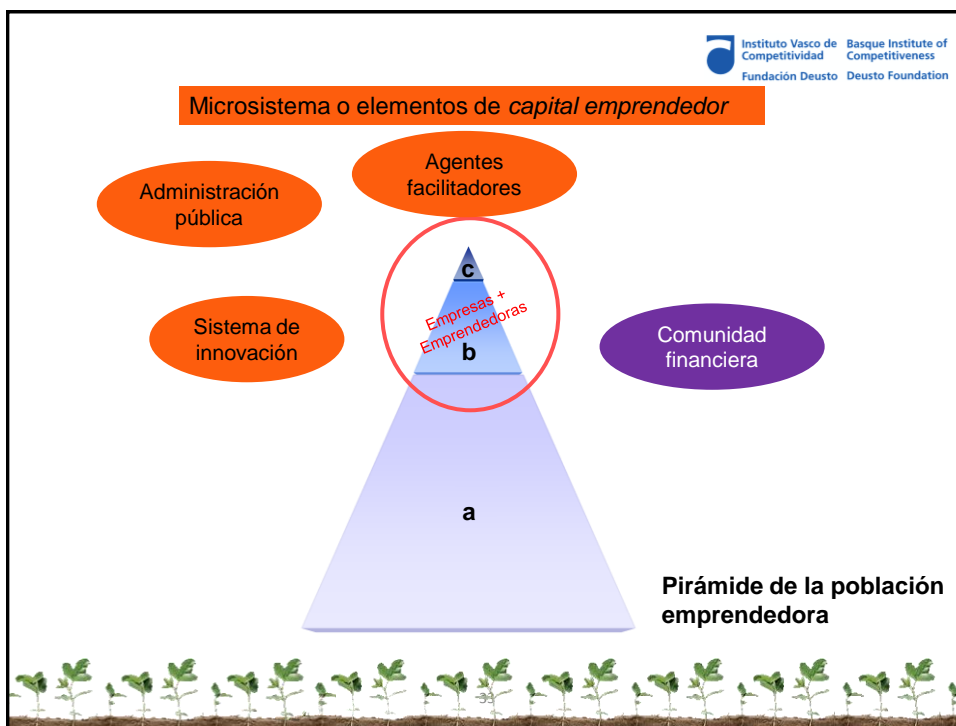 Instituto Vasco de Competitividad
Fundación Deusto
Basque Institute of Competitiveness
Deusto Foundation
Microsistema o elementos de capital emprendedor
Agentes
facilitadores
Administración
pública
c
Empresas +
Emprendedoras
Sistema de
innovación
b
Comunidad
financiera
a
Pirámide de la población
emprendedora